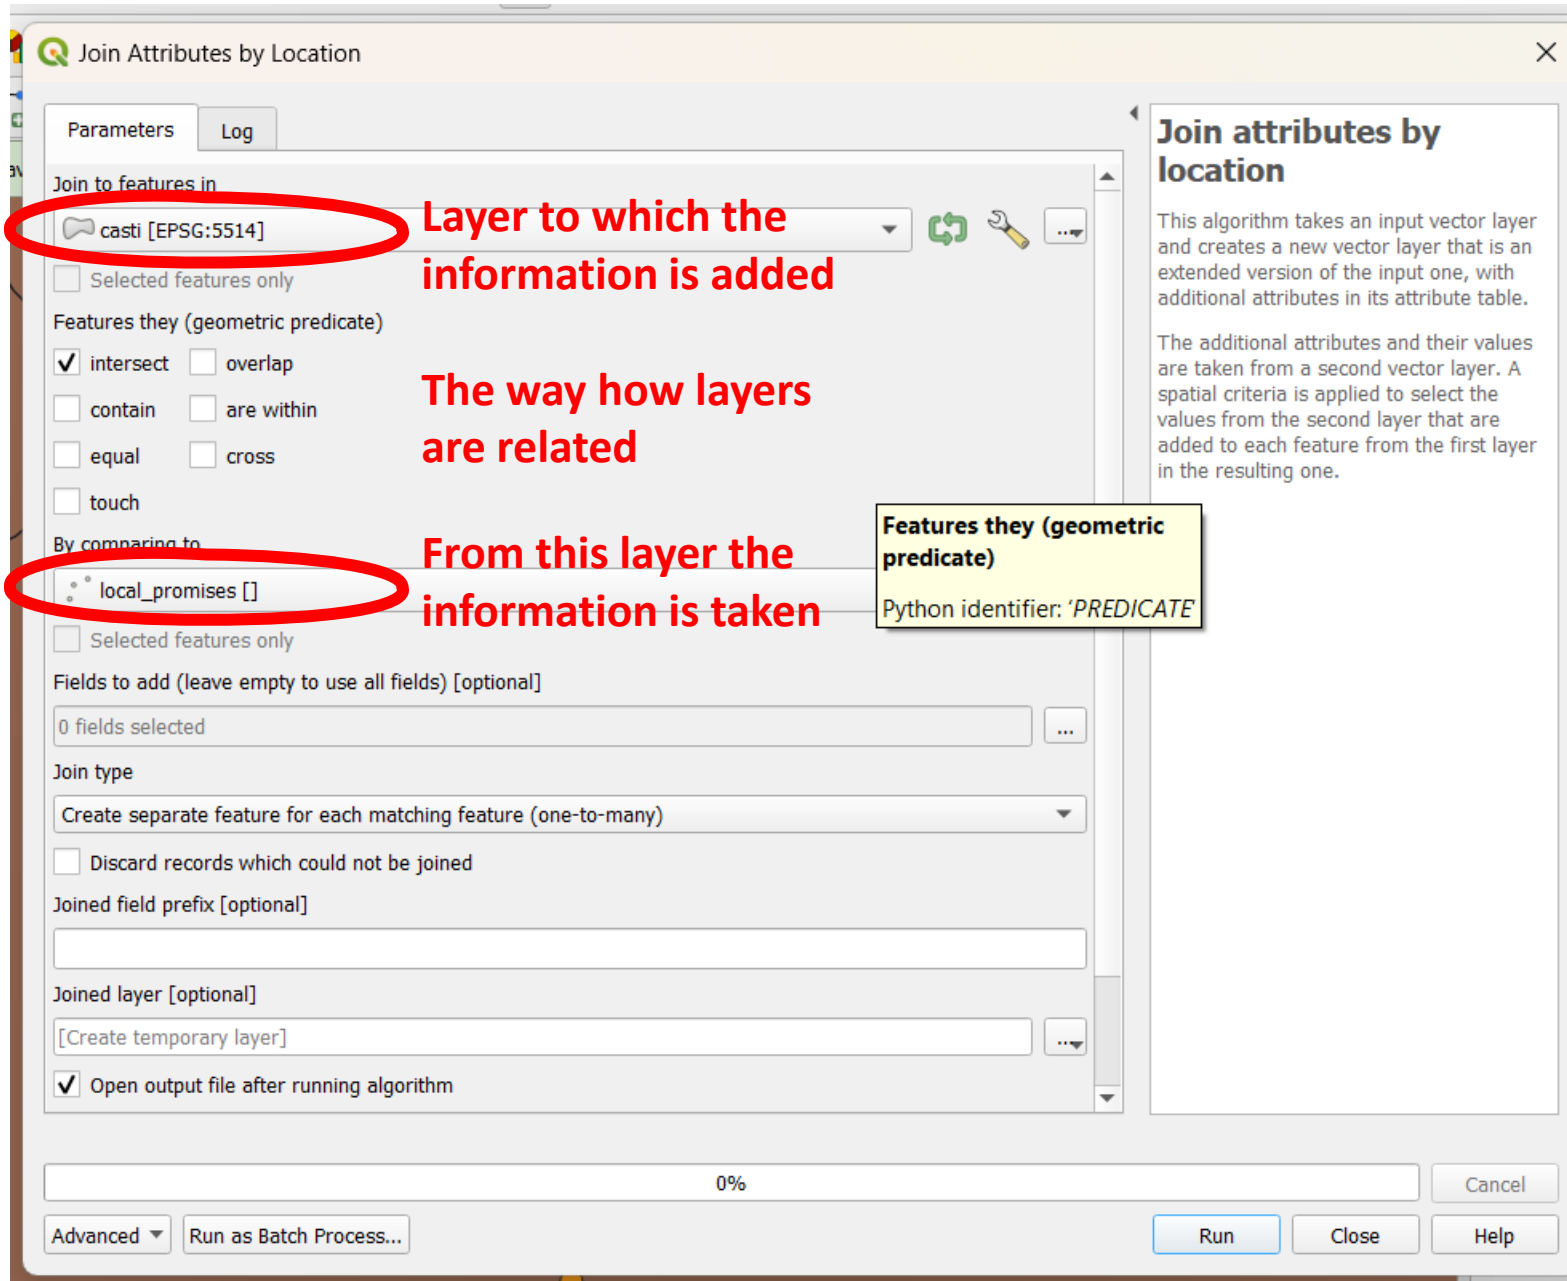 Join Attributes by Location
Parameters
Log
Join to features in
casti [EPSG:5514]
Layer to which the
information is added
Selected features only
Features they (geometric predicate)
intersect
overlap
contain
are within
equal
cross
touch
The way how layers
are related
By comparing to
local_promises []
From this layer the
information is taken
Features they (geometric
predicate)
Python identifier: ‘PREDICATE’
Selected features only
Fields to add (leave empty to use all fields) [optional]
0 fields selected
...
Join type
Create separate feature for each matching feature (one-to-many)
Discard records which could not be joined
Joined field prefix [optional]
Joined layer [optional]
[Create temporary layer]
...
Open output file after running algorithm
Join attributes by
location
This algorithm takes an input vector layer
and creates a new vector layer that is an
extended version of the input one, with
additional attributes in its attribute table.
The additional attributes and their values
are taken from a second vector layer. A
spatial criteria is applied to select the
values from the second layer that are
added to each feature from the first layer
in the resulting one.
0%
Cancel
Advanced
Run as Batch Process...
Run
Close
Help